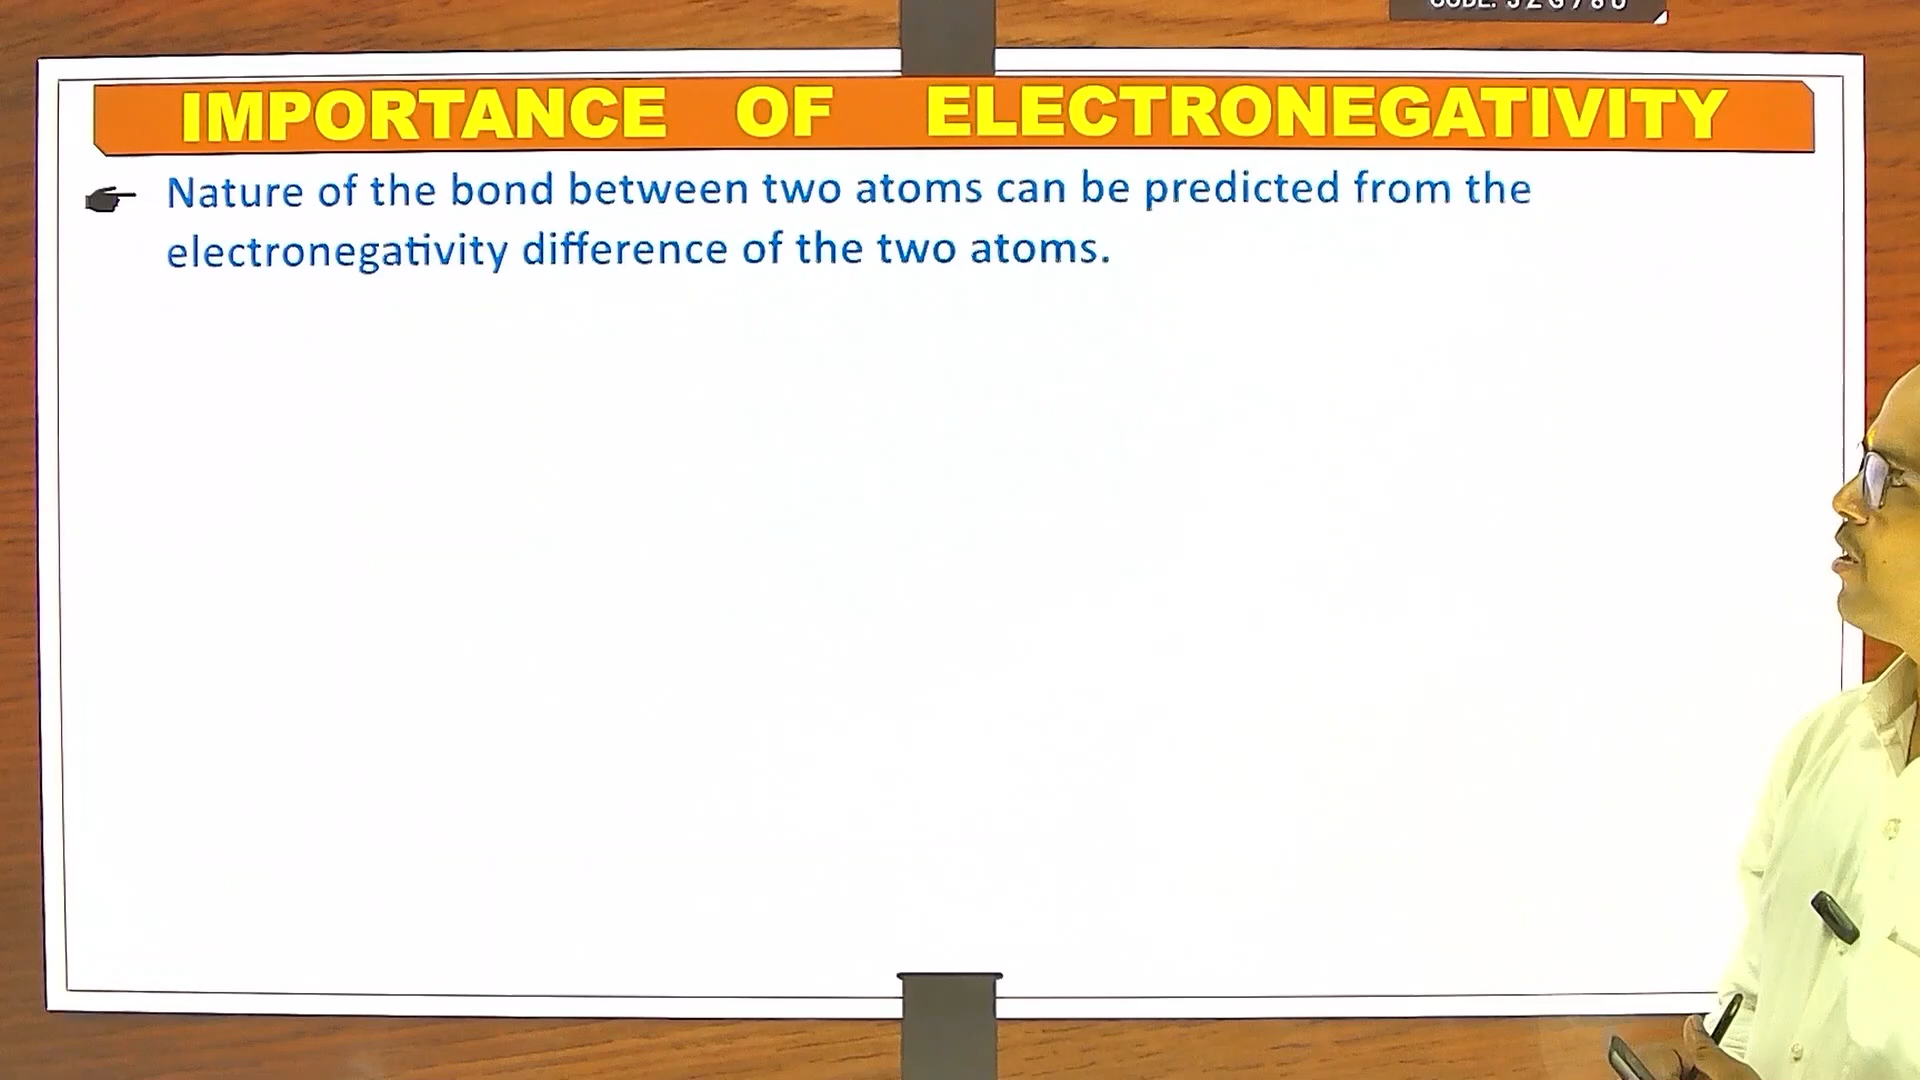 IMPORTANCE OF ELECTRONEGATIVITY
Nature of the bond between two atoms can be predicted from the
electronegativity difference of the two atoms.